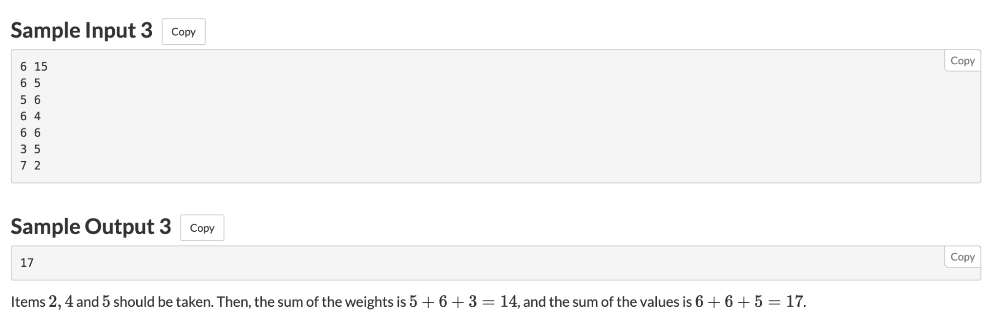 Sample Input 3 Copy
Copy
6 15
6 5
5 6
6 4
6 6
3 5
7 2
Sample Output 3 Copy
Copy
17
Items 2, 4 and 5 should be taken. Then, the sum of the weights is 5 + 6 + 3 = 14, and the sum of the values is 6 + 6 + 5 = 17.